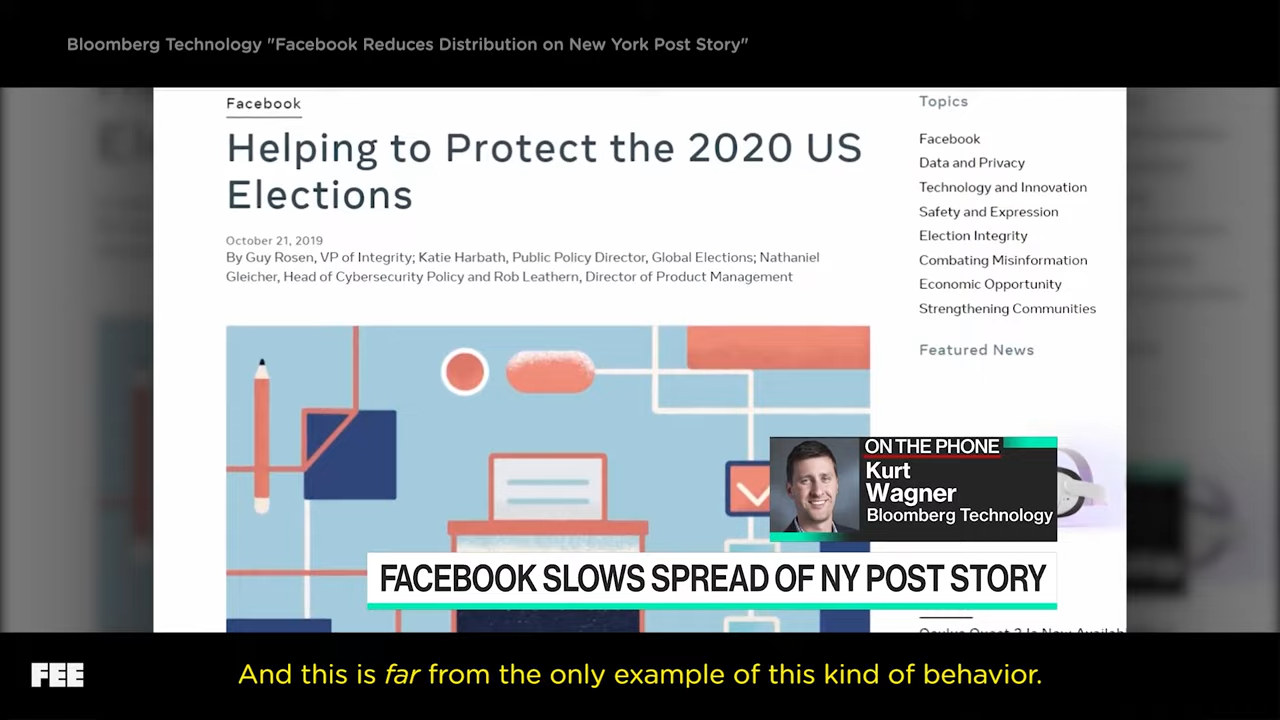 Bloomberg Technology "Facebook Reduces Distribution on New York Post Story"
Facebook
Helping to Protect the 2020 US
Elections
October 21, 2019
By Guy Rosen, VP of Integrity; Katie Harbath, Public Policy Director, Global Elections; Nathaniel
Gleicher, Head of Cybersecurity Policy and Rob Leathern, Director of Product Management
Topics
Facebook
Data and Privacy
Technology and Innovation
Safety and Expression
Election Integrity
Combating Misinformation
Economic Opportunity
Strengthening Communities
Featured News
ON THE PHONE
Kurt
Wagner
Bloomberg Technology
FACEBOOK SLOWS SPREAD OF NY POST STORY
FEE
And this is far from the only example of this kind of behavior.